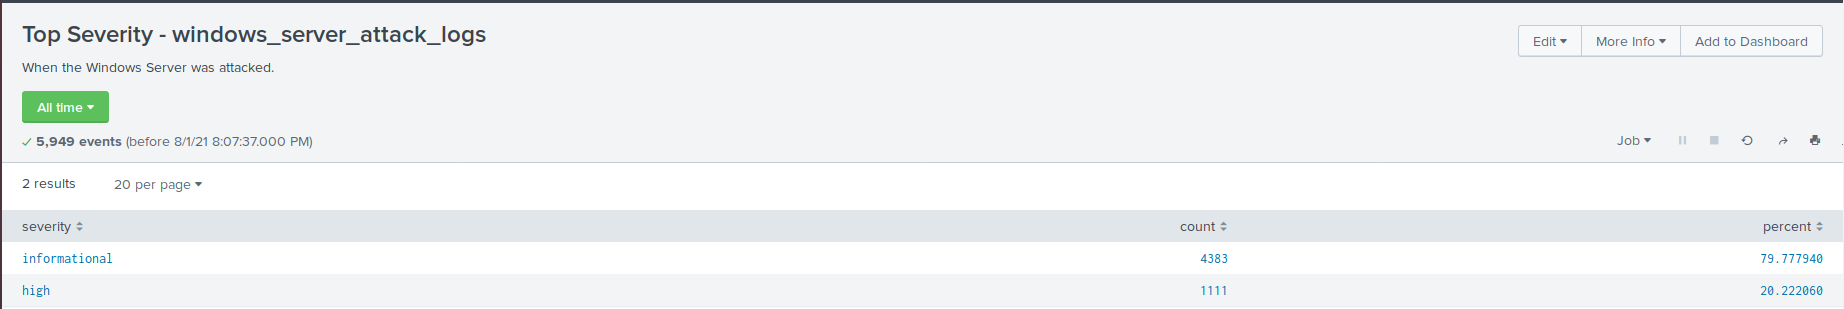 Top Severity - windows_server_attack_logs
Edit More Info Add to Dashboard
When the Windows Server was attacked.
All time
5,949 events (before 8/1/21 8:07:37.000 PM)
Job
2 results 20 per page
severity count percent
informational 4383 79.777940
high 1111 20.222060